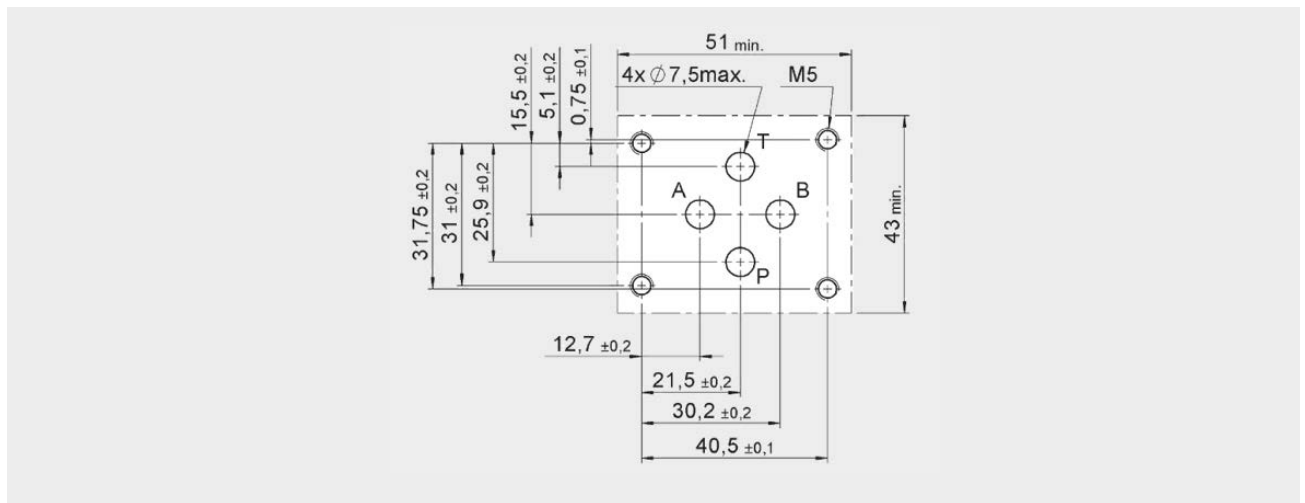 51 min.
4x Ø 7,5max.
M5
15,5 ±0,2
5,1 ±0,2
0,75 ±0,1
T
A
B
P
31,75 ±0,2
31 ±0,2
25,9 ±0,2
43 min.
12,7 ±0,2
21,5 ±0,2
30,2 ±0,2
40,5 ±0,1